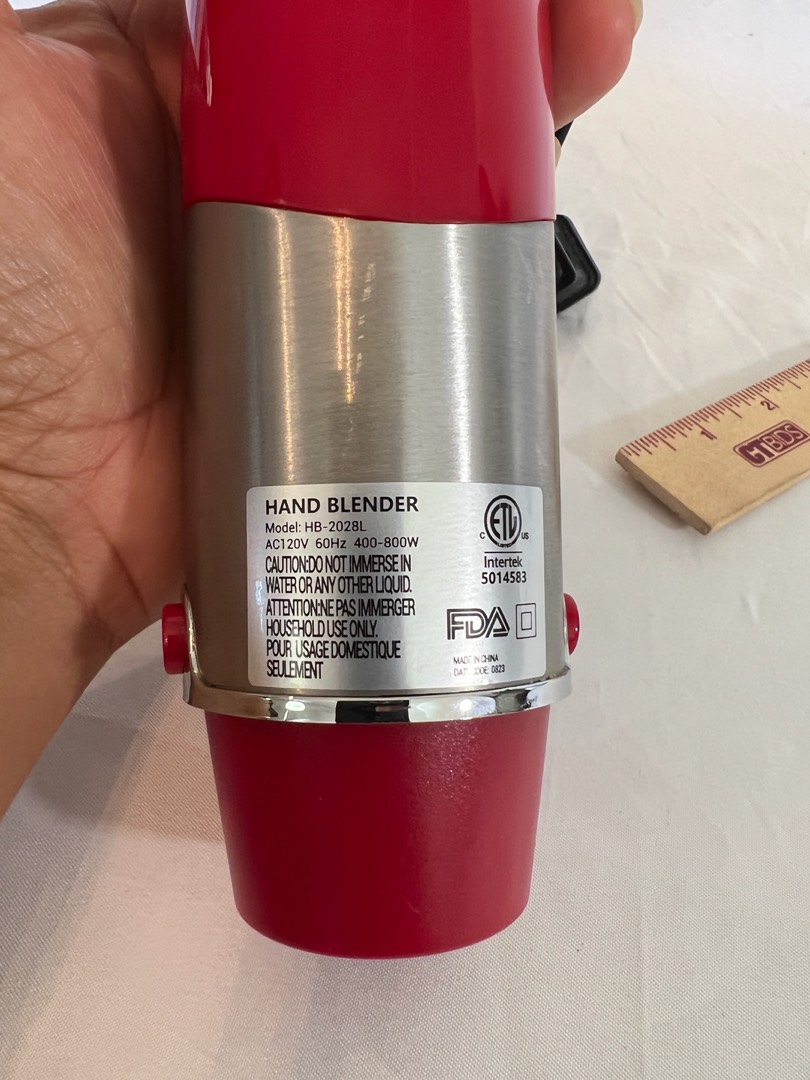 HAND BLENDER
Model: HB-2028L
AC120V 60Hz 400-800W
CAUTION:DO NOT IMMERSE IN
WATER OR ANY OTHER LIQUID.
ATTENTION:NE PAS IMMERGER
HOUSEHOLD USE ONLY.
POUR USAGE DOMESTIQUE
SEULEMENT
ETL
C US
LISTED
Intertek
5014583
FDA
MADE IN CHINA
DATE CODE: 0823
1 2
CTBIDS